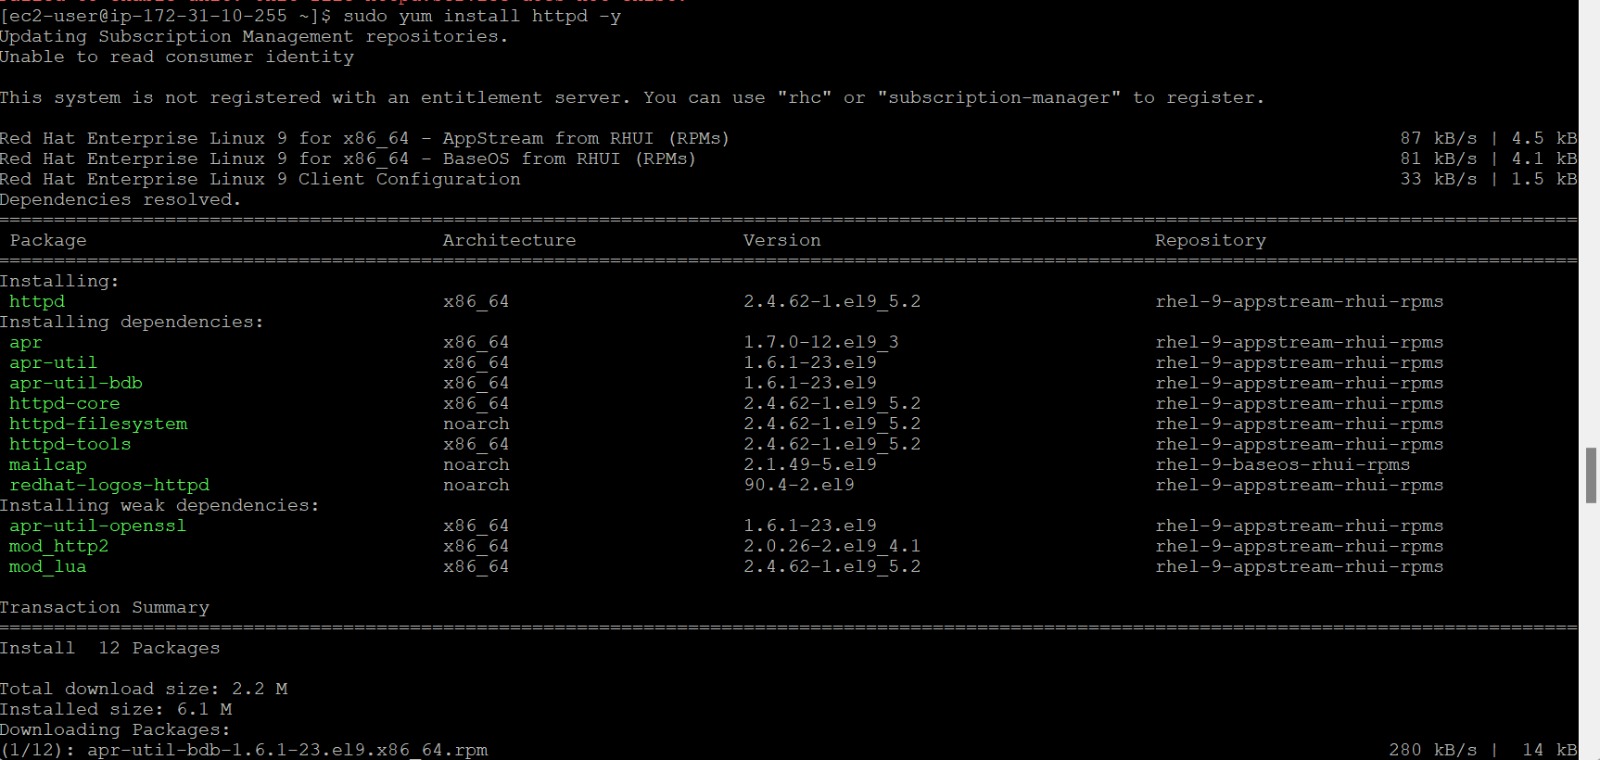 [ec2-user@ip-172-31-10-255 ~]$ sudo yum install httpd -y
Updating Subscription Management repositories.
Unable to read consumer identity
This system is not registered with an entitlement server. You can use "rhc" or "subscription-manager" to register.
Red Hat Enterprise Linux 9 for x86_64 - AppStream from RHUI (RPMs) 87 kB/s | 4.5 kB
Red Hat Enterprise Linux 9 for x86_64 - BaseOS from RHUI (RPMs) 81 kB/s | 4.1 kB
Red Hat Enterprise Linux 9 Client Configuration 33 kB/s | 1.5 kB
Dependencies resolved.
Package Architecture Version Repository
Installing:
httpd x86_64 2.4.62-1.el9_5.2 rhel-9-appstream-rhui-rpms
Installing dependencies:
apr x86_64 1.7.0-12.el9_3 rhel-9-appstream-rhui-rpms
apr-util x86_64 1.6.1-23.el9 rhel-9-appstream-rhui-rpms
apr-util-bdb x86_64 1.6.1-23.el9 rhel-9-appstream-rhui-rpms
httpd-core x86_64 2.4.62-1.el9_5.2 rhel-9-appstream-rhui-rpms
httpd-filesystem noarch 2.4.62-1.el9_5.2 rhel-9-appstream-rhui-rpms
httpd-tools x86_64 2.4.62-1.el9_5.2 rhel-9-appstream-rhui-rpms
mailcap noarch 2.1.49-5.el9 rhel-9-baseos-rhui-rpms
redhat-logos-httpd noarch 90.4-2.el9 rhel-9-appstream-rhui-rpms
Installing weak dependencies:
apr-util-openssl x86_64 1.6.1-23.el9 rhel-9-appstream-rhui-rpms
mod_http2 x86_64 2.0.26-2.el9_4.1 rhel-9-appstream-rhui-rpms
mod_lua x86_64 2.4.62-1.el9_5.2 rhel-9-appstream-rhui-rpms
Transaction Summary
Install 12 Packages
Total download size: 2.2 M
Installed size: 6.1 M
Downloading Packages:
(1/12): apr-util-bdb-1.6.1-23.el9.x86_64.rpm 280 kB/s | 14 kB